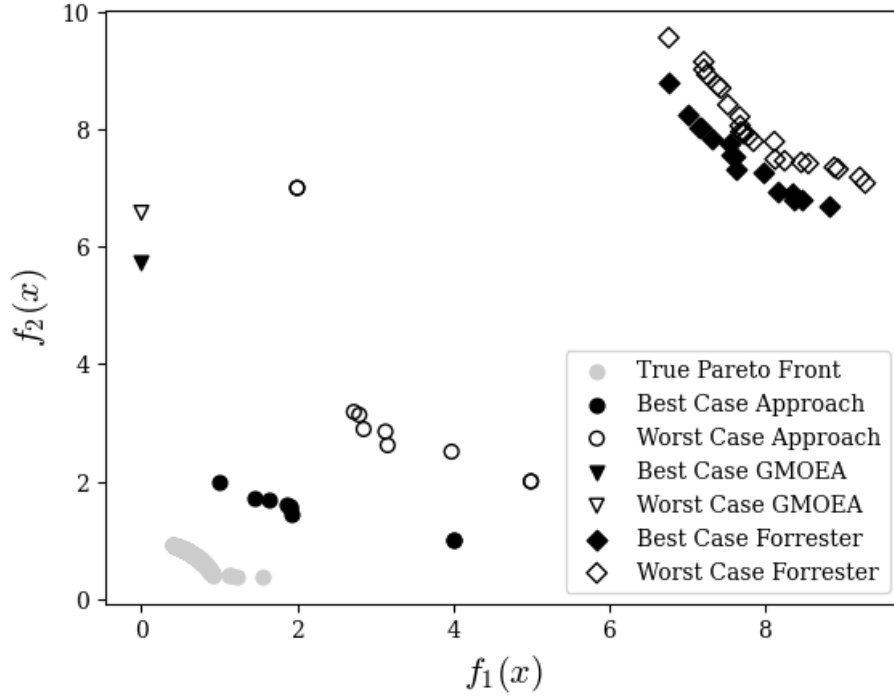 10
8
6
4
2
0
f₂(x)
True Pareto Front
Best Case Approach
Worst Case Approach
Best Case GMOEA
Worst Case GMOEA
Best Case Forrester
Worst Case Forrester
0 2 4 6 8
f₁(x)